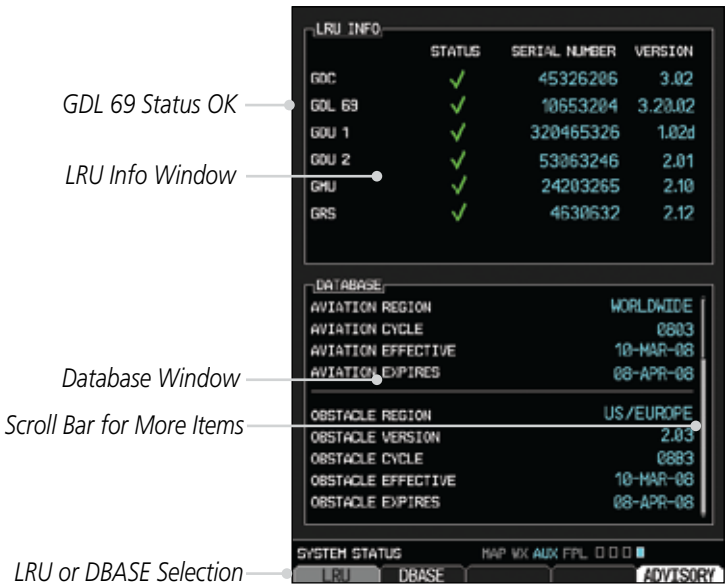 LRU INFO
STATUS SERIAL NUMBER VERSION
GDC ✓ 45326206 3.02
GDL 69 Status OK
GDL 69 ✓ 10653204 3.20.02
GDU 1 ✓ 320465326 1.02d
GDU 2 ✓ 53063246 2.01
LRU Info Window
GMU ✓ 24203265 2.10
GRS ✓ 4630632 2.12
DATABASE
AVIATION REGION WORLDWIDE
AVIATION CYCLE 0803
AVIATION EFFECTIVE 10-MAR-08
Database Window
AVIATION EXPIRES 08-APR-08
Scroll Bar for More Items
OBSTACLE REGION US/EUROPE
OBSTACLE VERSION 2.03
OBSTACLE CYCLE 0883
OBSTACLE EFFECTIVE 10-MAR-08
OBSTACLE EXPIRES 08-APR-08
SYSTEM STATUS MAP WX AUX FPL
LRU or DBASE Selection
LRU DBASE ADVISORY